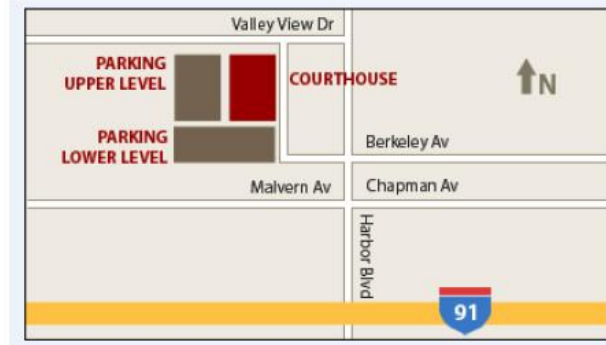 Valley View Dr
PARKING
UPPER LEVEL
COURTHOUSE
N
PARKING
LOWER LEVEL
Berkeley Av
Malvern Av
Chapman Av
Harbor Blvd
91